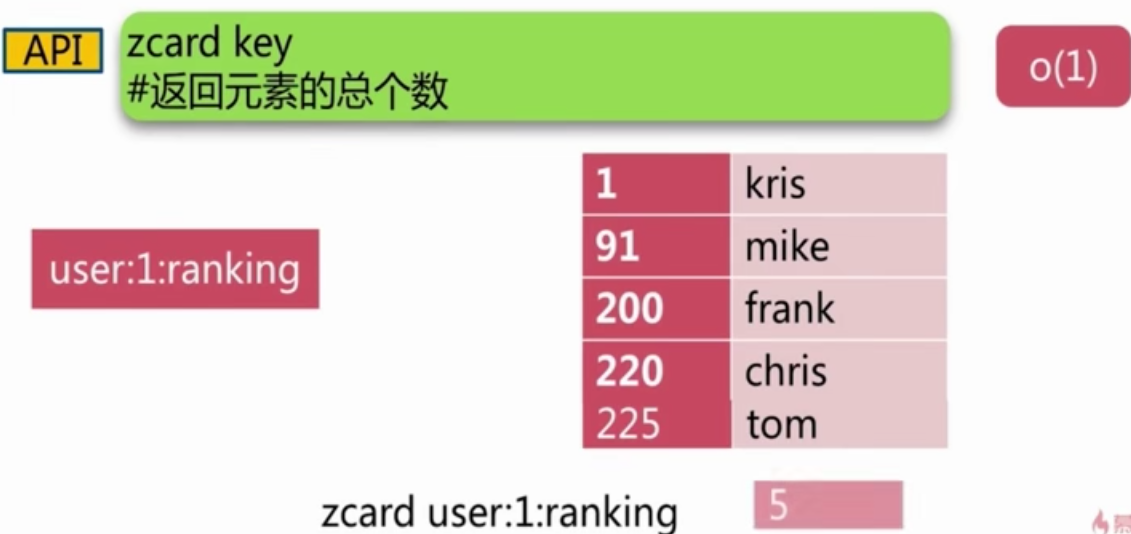 API
zcard key
#返回元素的总个数
o(1)
user:1:ranking
1 kris
91 mike
200 frank
220 chris
225 tom
zcard user:1:ranking 5